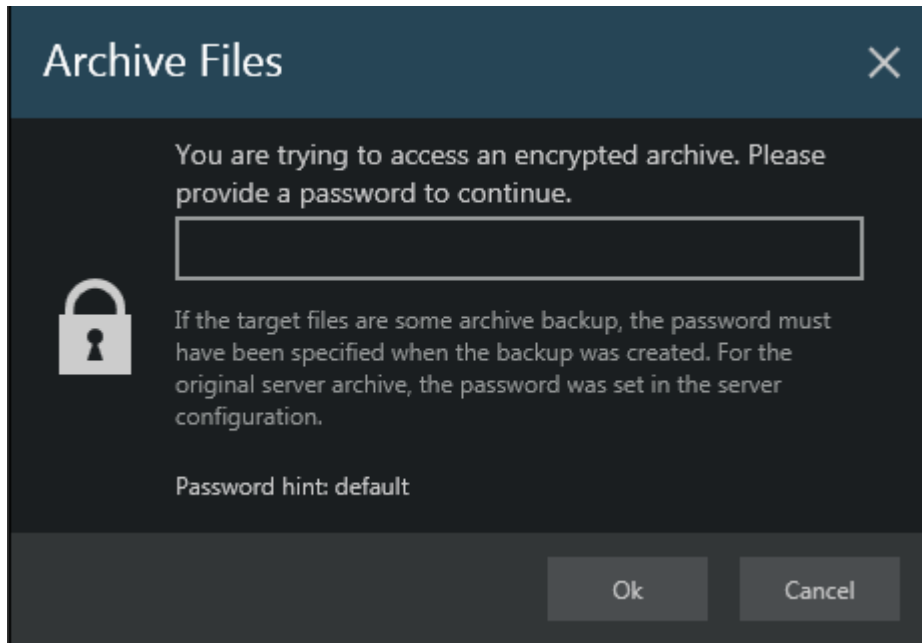 Archive Files
You are trying to access an encrypted archive. Please
provide a password to continue.
If the target files are some archive backup, the password must
have been specified when the backup was created. For the
original server archive, the password was set in the server
configuration.
Password hint: default
Ok
Cancel